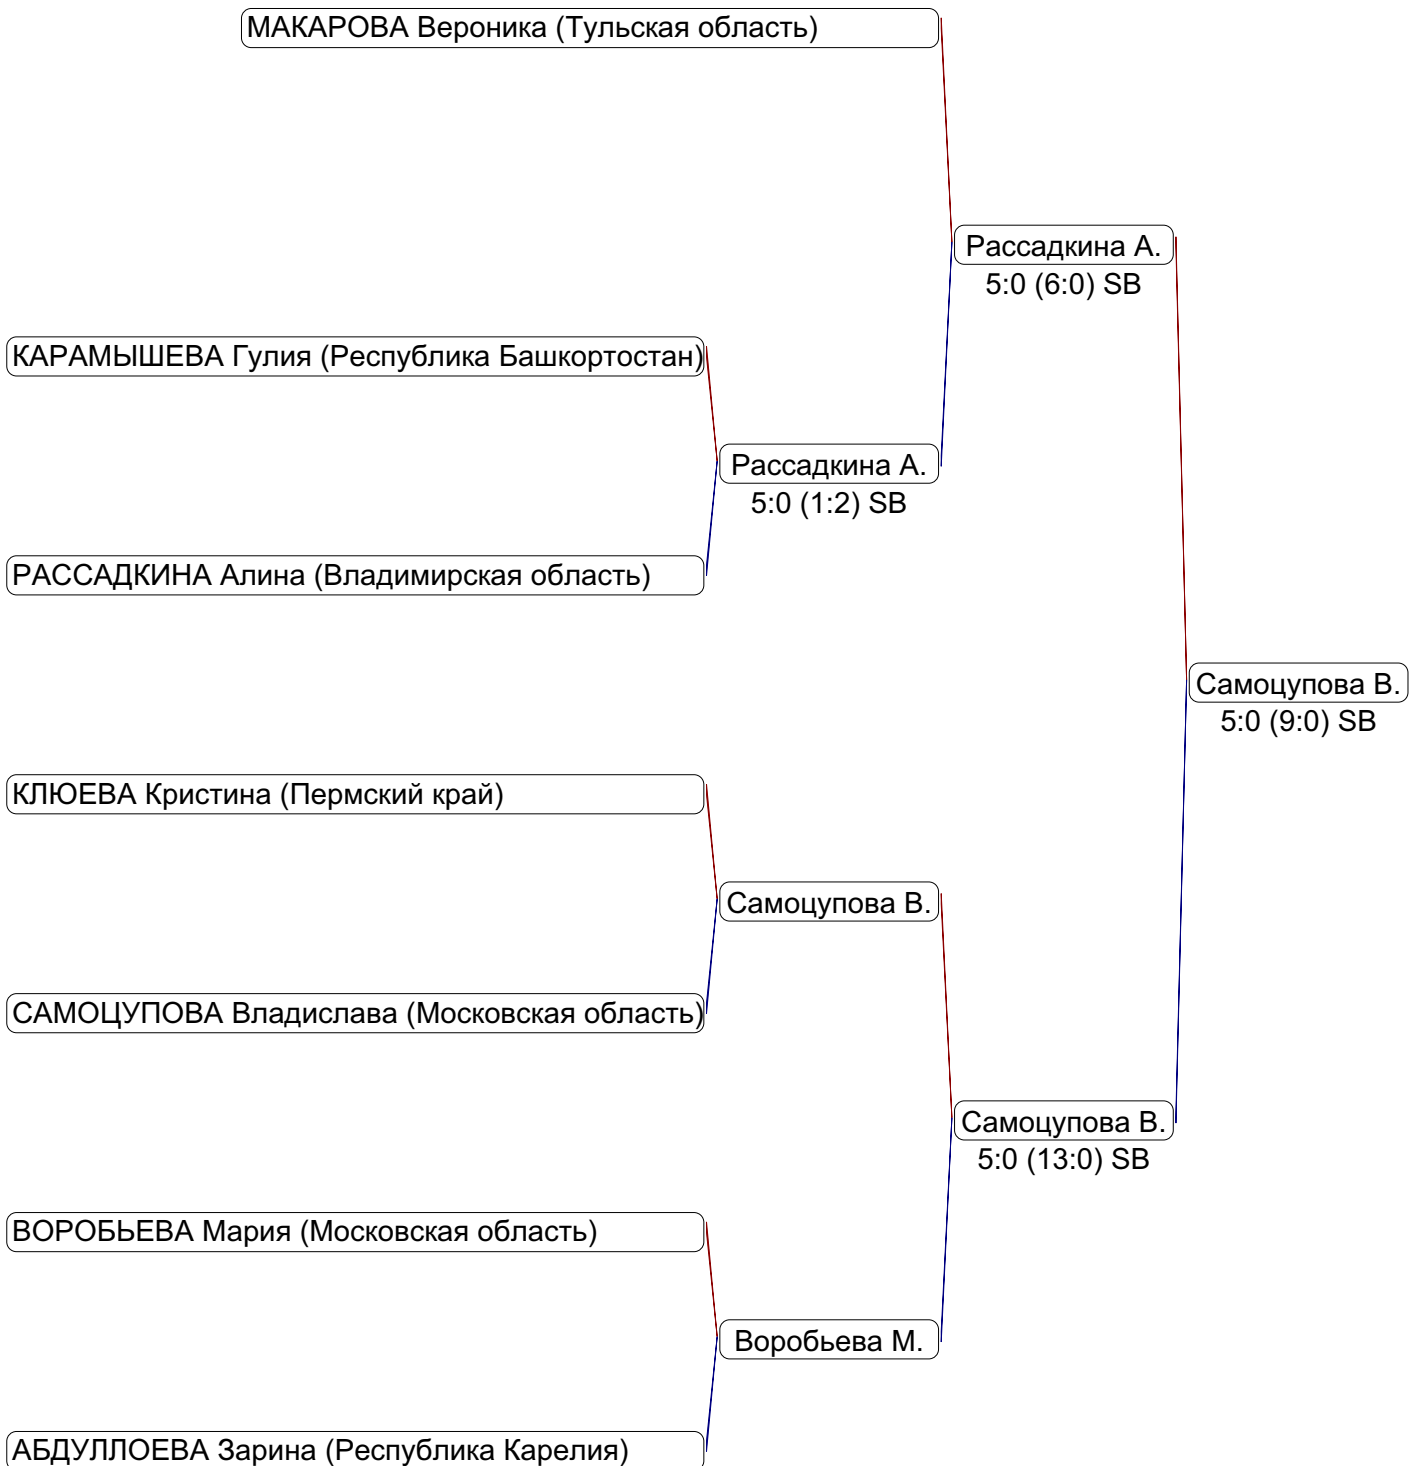 МАКАРОВА Вероника (Тульская область)
Рассадкина А.
5:0 (6:0) SB
КАРАМЫШЕВА Гулия (Республика Башкортостан)
Рассадкина А.
5:0 (1:2) SB
РАССАДКИНА Алина (Владимирская область)
Самоцупова В.
5:0 (9:0) SB
КЛЮЕВА Кристина (Пермский край)
Самоцупова В.
САМОЦУПОВА Владислава (Московская область)
Самоцупова В.
5:0 (13:0) SB
ВОРОБЬЕВА Мария (Московская область)
Воробьева М.
АБДУЛЛОЕВА Зарина (Республика Карелия)